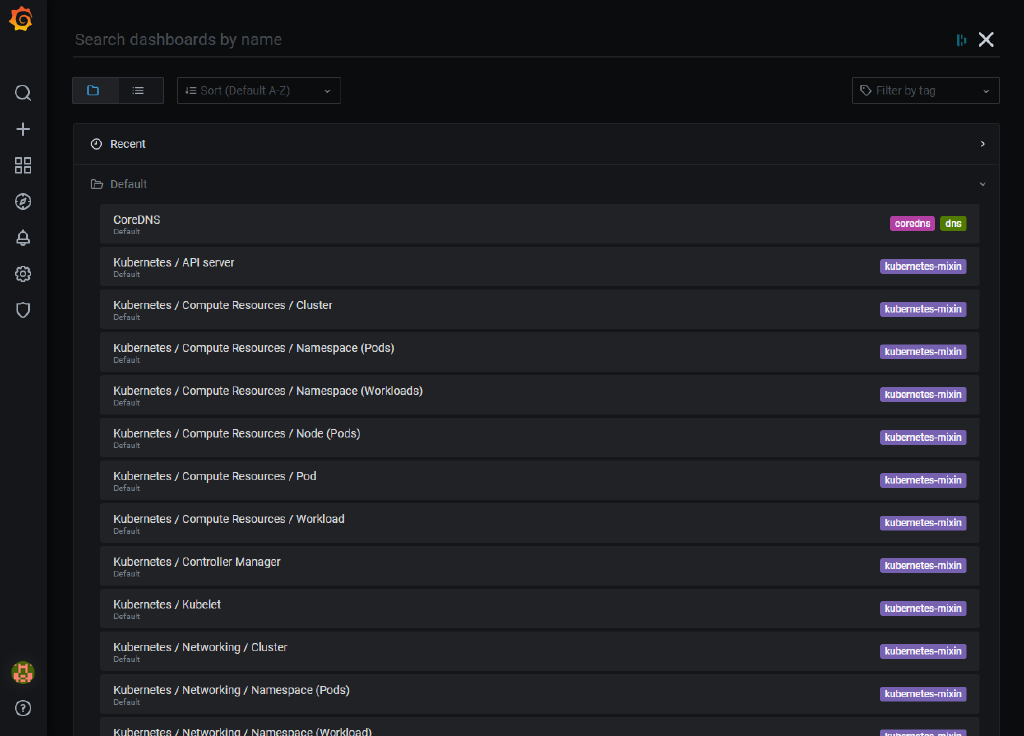 Search dashboards by name
Sort (Default A-Z)
Filter by tag
Recent
Default
CoreDNS
Default
coredns dns
Kubernetes / API server
Default
kubernetes-mixin
Kubernetes / Compute Resources / Cluster
Default
kubernetes-mixin
Kubernetes / Compute Resources / Namespace (Pods)
Default
kubernetes-mixin
Kubernetes / Compute Resources / Namespace (Workloads)
Default
kubernetes-mixin
Kubernetes / Compute Resources / Node (Pods)
Default
kubernetes-mixin
Kubernetes / Compute Resources / Pod
Default
kubernetes-mixin
Kubernetes / Compute Resources / Workload
Default
kubernetes-mixin
Kubernetes / Controller Manager
Default
kubernetes-mixin
Kubernetes / Kubelet
Default
kubernetes-mixin
Kubernetes / Networking / Cluster
Default
kubernetes-mixin
Kubernetes / Networking / Namespace (Pods)
Default
kubernetes-mixin
Kubernetes / Networking / Namespace (Workload)
kubernetes-mixin